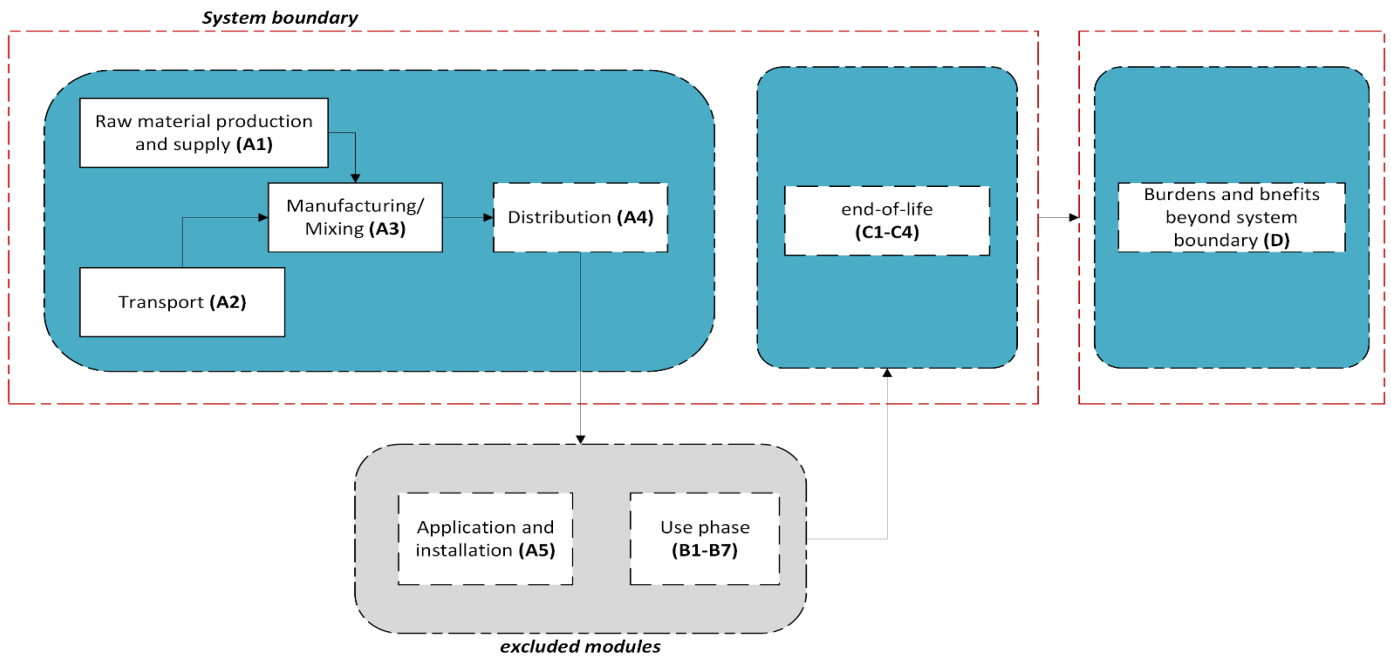 System boundary
Raw material production
and supply (A1)
Manufacturing/
Mixing (A3)
Distribution (A4)
Transport (A2)
end-of-life
(C1-C4)
Burdens and bnefits
beyond system
boundary (D)
Application and
installation (A5)
Use phase
(B1-B7)
excluded modules